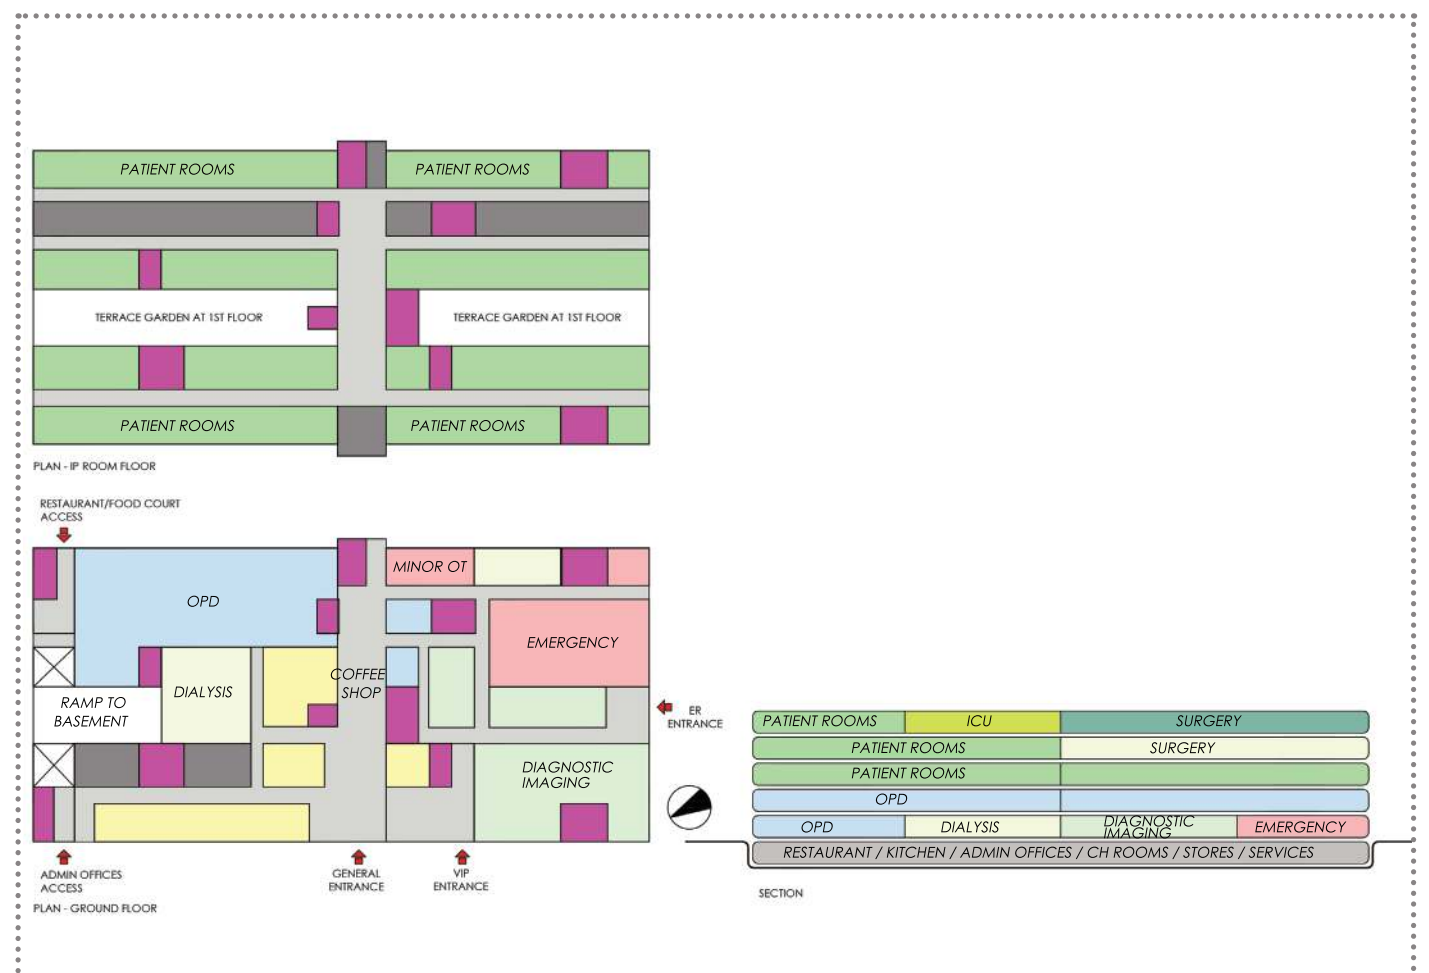 PATIENT ROOMS
PATIENT ROOMS
TERRACE GARDEN AT 1ST FLOOR
TERRACE GARDEN AT 1ST FLOOR
PATIENT ROOMS
PATIENT ROOMS
PLAN - IP ROOM FLOOR
RESTAURANT/FOOD COURT
ACCESS
MINOR OT
OPD
EMERGENCY
COFFEE
SHOP
DIALYSIS
RAMP TO
BASEMENT
ER
ENTRANCE
DIAGNOSTIC
IMAGING
ADMIN OFFICES
ACCESS
GENERAL
ENTRANCE
VIP
ENTRANCE
PLAN - GROUND FLOOR
PATIENT ROOMS
ICU
SURGERY
PATIENT ROOMS
SURGERY
PATIENT ROOMS
OPD
OPD
DIALYSIS
DIAGNOSTIC
IMAGING
EMERGENCY
RESTAURANT / KITCHEN / ADMIN OFFICES / CH ROOMS / STORES / SERVICES
SECTION